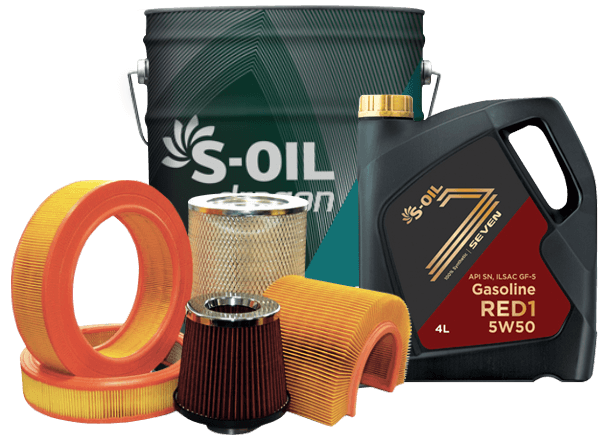 S-OIL
dragon
S-OIL
7
SEVEN
100% Synthetic
API SN, ILSAC GF-5
Gasoline
RED1
4L 5W50